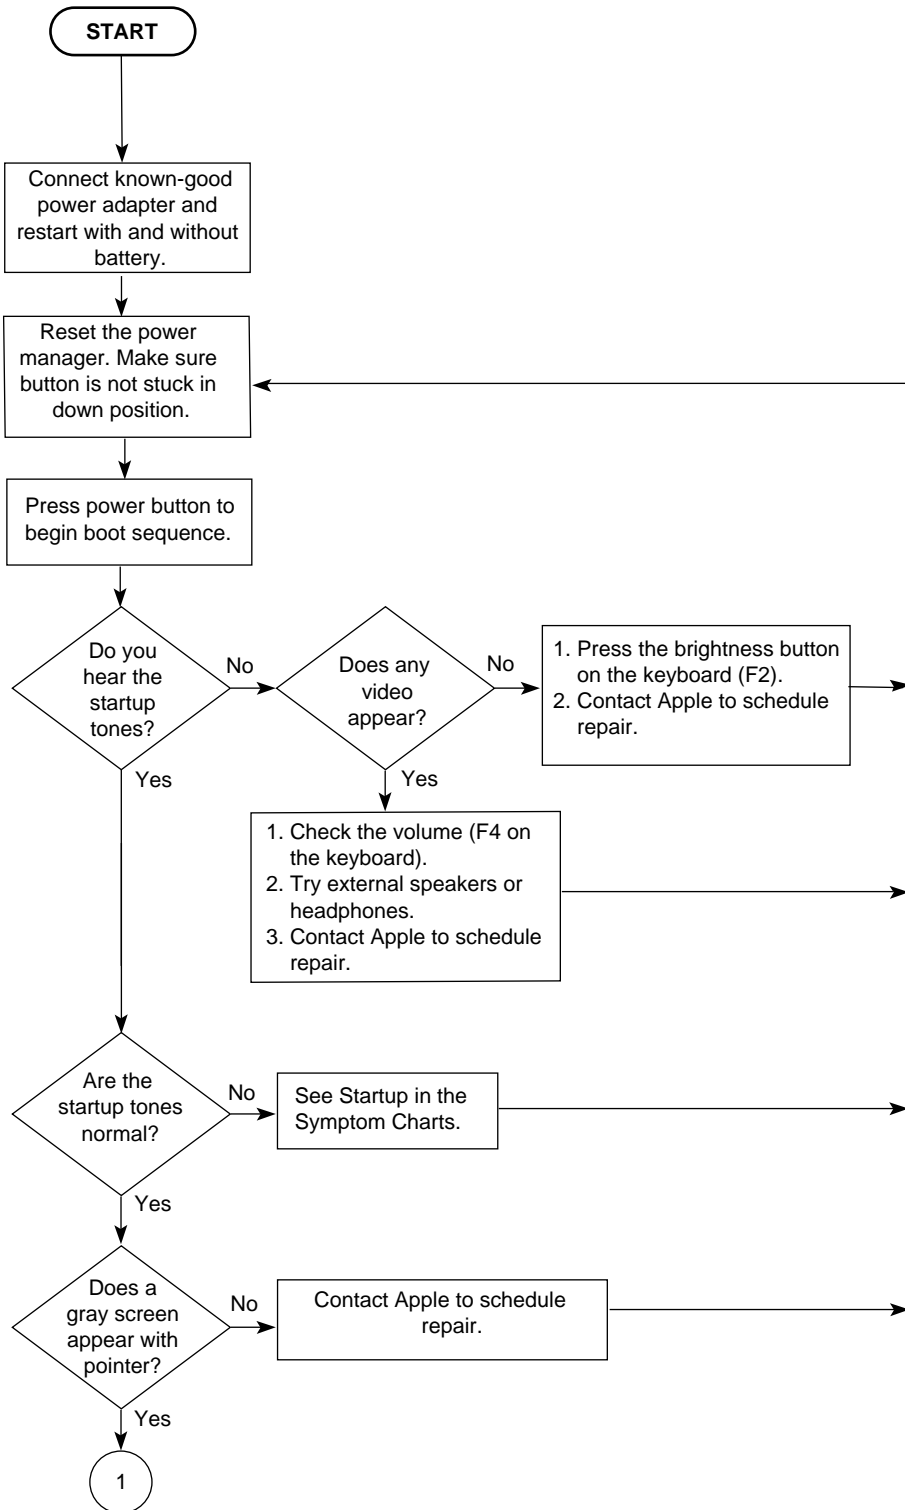 START
Connect known-good
power adapter and
restart with and without
battery.
Reset the power
manager. Make sure
button is not stuck in
down position.
Press power button to
begin boot sequence.
Do you
hear the
startup
tones?
No
Yes
Does any
video
appear?
No
Yes
1. Press the brightness button
on the keyboard (F2).
2. Contact Apple to schedule
repair.
1. Check the volume (F4 on
the keyboard).
2. Try external speakers or
headphones.
3. Contact Apple to schedule
repair.
Are the
startup tones
normal?
No
Yes
See Startup in the
Symptom Charts.
Does a
gray screen
appear with
pointer?
No
Yes
Contact Apple to schedule
repair.
1